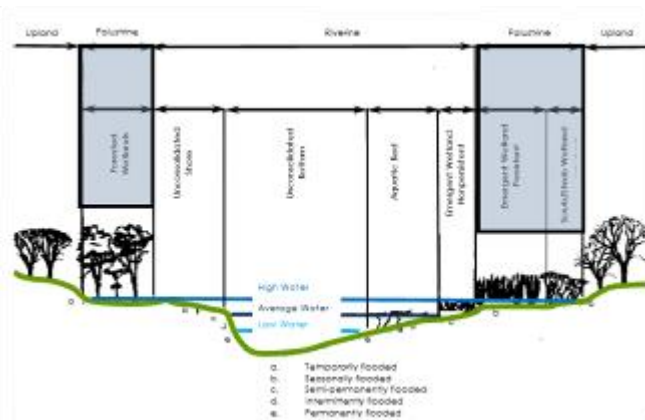 Upland
Palustrine
Riverine
Palustrine
Upland
Forested
Wetlands
Unconsolidated
Shore
Unconsolidated
Bottom
Aquatic Bed
Emergent Wetland
Nonpersistent
Emergent Wetland
Persistent
Scrub/Shrub Wetland
High Water
Average Water
Low Water
a. Temporarily flooded
b. Seasonally flooded
c. Semi-permanently flooded
d. Intermittently flooded
e. Permanently flooded